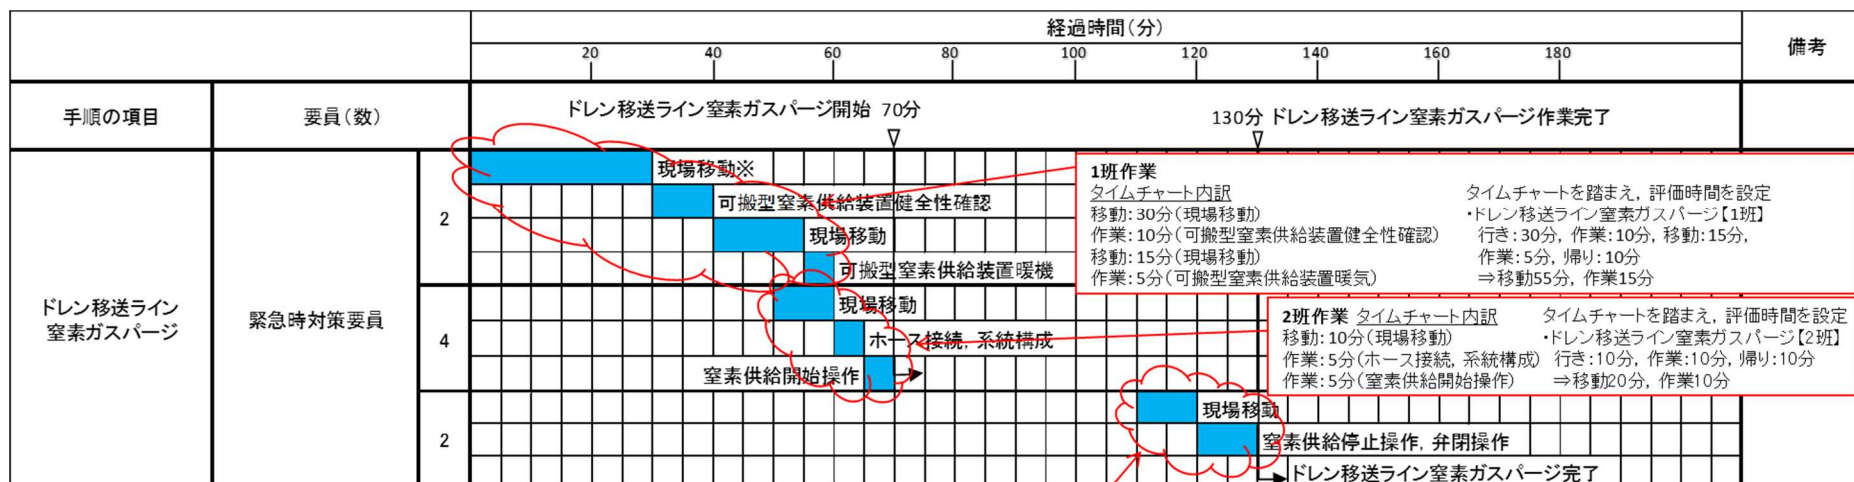 経過時間(分)
備考
20 40 60 80 100 120 140 160 180
手順の項目
要員(数)
ドレン移送ライン窒素ガスパージ開始 70分
130分 ドレン移送ライン窒素ガスパージ作業完了
ドレン移送ライン
窒素ガスパージ
緊急時対策要員
2
現場移動※
可搬型窒素供給装置健全性確認
現場移動
可搬型窒素供給装置暖機
4
現場移動
ホース接続, 系統構成
窒素供給開始操作
2
現場移動
窒素供給停止操作, 弁閉操作
ドレン移送ライン窒素ガスパージ完了
1班作業
タイムチャート内訳
移動:30分(現場移動)
作業:10分(可搬型窒素供給装置健全性確認)
移動:15分(現場移動)
作業:5分(可搬型窒素供給装置暖気)
タイムチャートを踏まえ, 評価時間を設定
・ドレン移送ライン窒素ガスパージ【1班】
行き:30分, 作業:10分, 移動:15分,
作業:5分, 帰り:10分
⇒移動55分, 作業15分
2班作業 タイムチャート内訳
移動:10分(現場移動)
作業:5分(ホース接続, 系統構成)
作業:5分(窒素供給開始操作)
タイムチャートを踏まえ, 評価時間を設定
・ドレン移送ライン窒素ガスパージ【2班】
行き:10分, 作業:10分, 帰り:10分
⇒移動20分, 作業10分